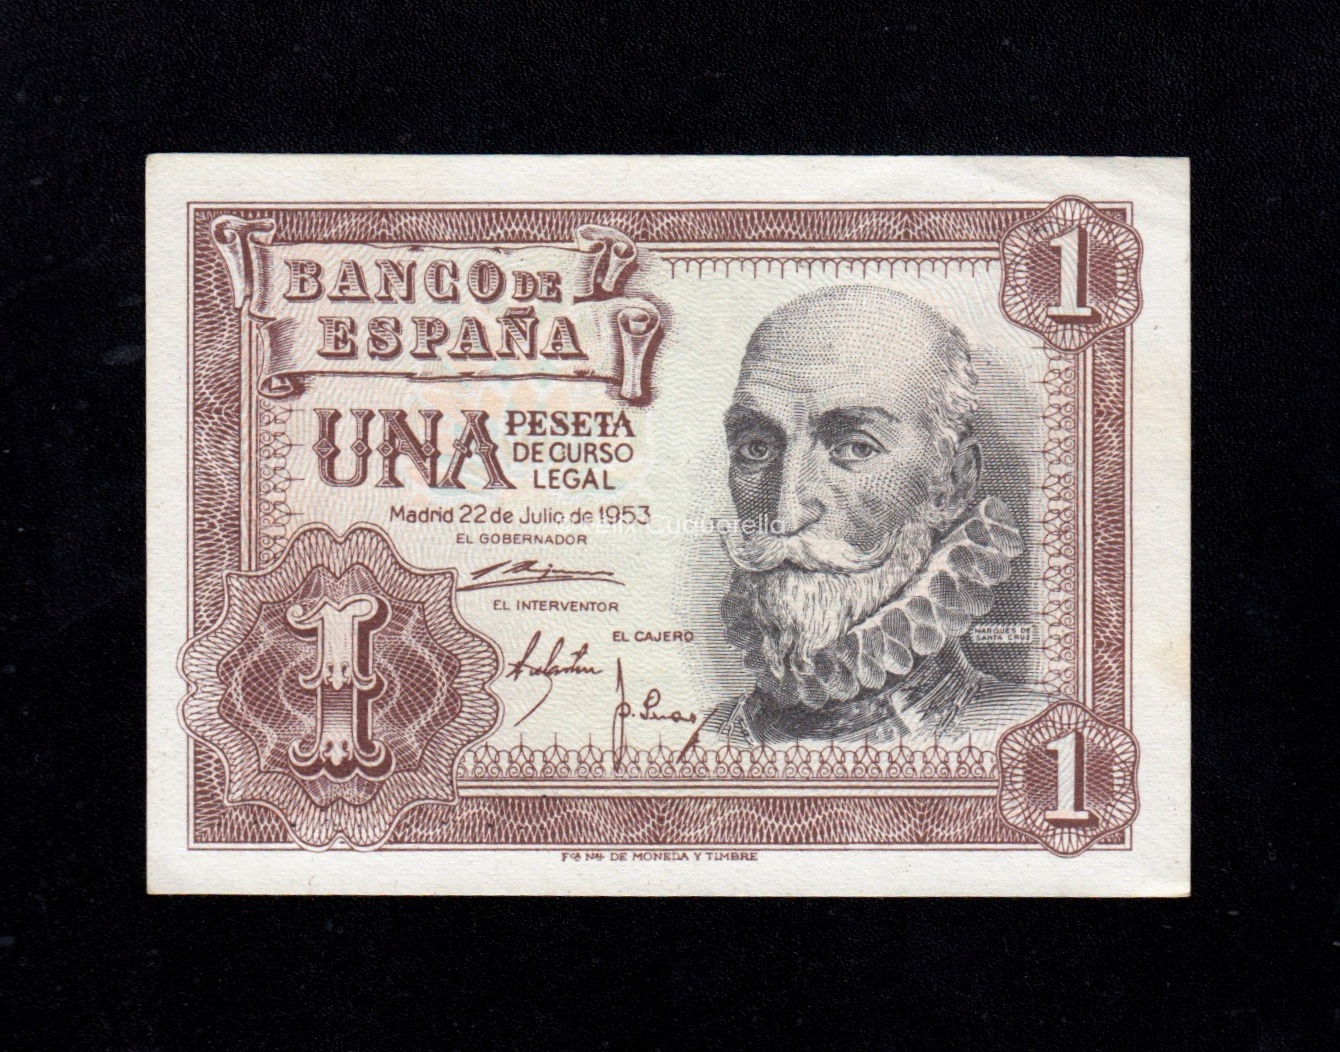 BANCO DE
ESPAÑA
UNA PESETA
DE CURSO
LEGAL
Madrid 22 de Julio de 1953
EL GOBERNADOR
EL INTERVENTOR
EL CAJERO
MARQUES DE
SANTA CRUZ
1
1
1
Fca Nal DE MONEDA Y TIMBRE